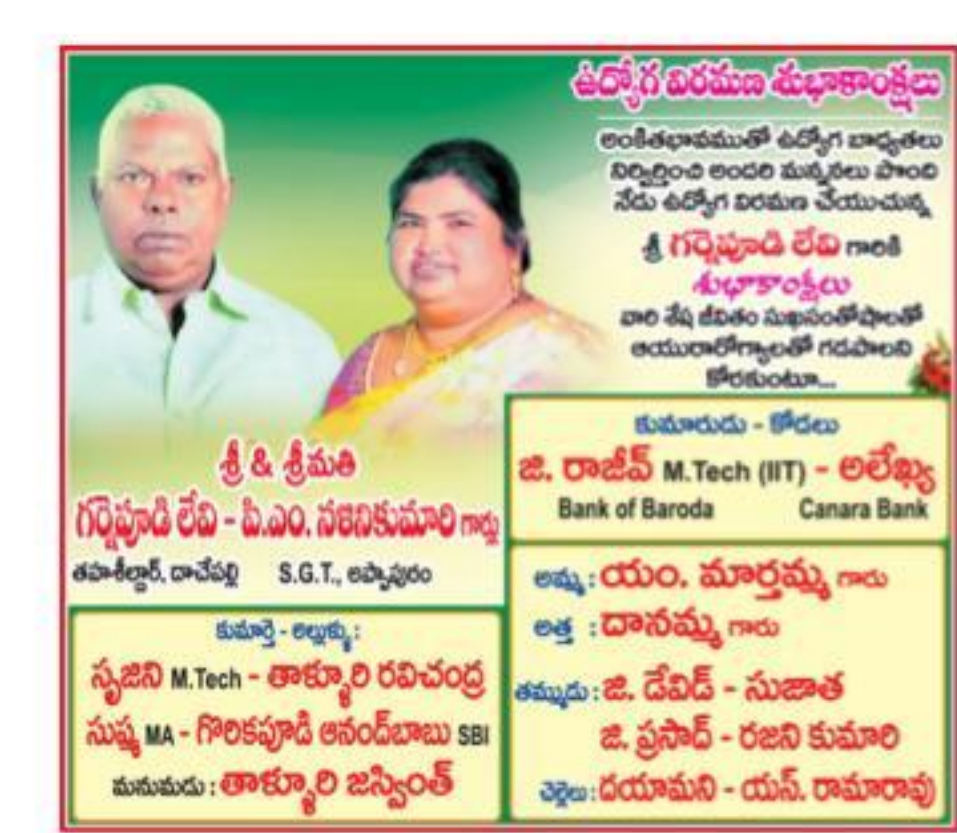 ఉద్యోగ విరమణ శుభాకాంక్షలు
అంకితభావముతో ఉద్యోగ బాధ్యతలు
నిర్వర్తించి అందరి మన్ననలు పొంది
నేడు ఉద్యోగ విరమణ చేయుచున్న
శ్రీ గర్నెపూడి లేవి గారికి
శుభాకాంక్షలు
వారి శేష జీవితం సుఖసంతోషాలతో
ఆయురారోగ్యాలతో గడపాలని
కోరుకుంటూ...
శ్రీ & శ్రీమతి
గర్నెపూడి లేవి - పి.ఎం. నళినికుమారి గార్లు
తహశీల్దార్, దాచేపల్లి S.G.T., అప్పాపురం
కుమార్తె - అల్లుళ్ళు :
సృజని M.Tech - తాళ్ళూరి రవిచంద్ర
సుష్మ MA - గొరికపూడి ఆనంద్‌బాబు SBI
మనుమడు : తాళ్ళూరి జస్వింత్
కుమారుడు - కోడలు
జి. రాజీవ్ M.Tech (IIT) - అలేఖ్య
Bank of Baroda Canara Bank
అమ్మ : యం. మార్తమ్మ గారు
అత్త : దానమ్మ గారు
తమ్ముడు : జి. డేవిడ్ - సుజాత
జి. ప్రసాద్ - రజని కుమారి
చెల్లెలు : దయామని - యస్. రామారావు